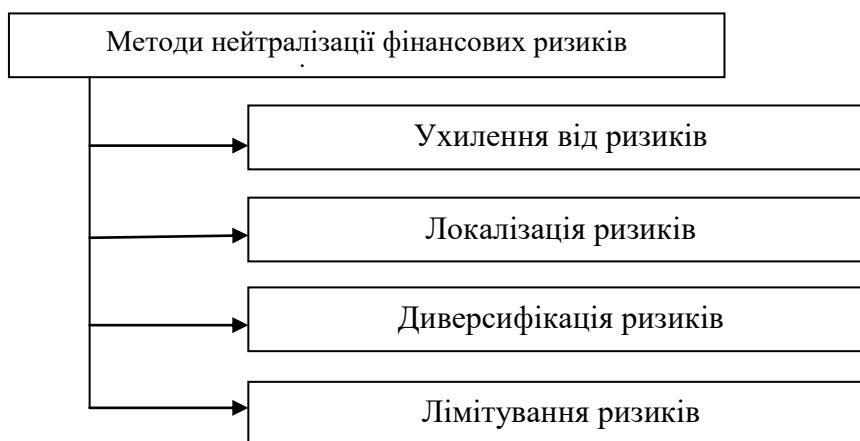 Методи нейтралізації фінансових ризиків
Ухилення від ризиків
Локалізація ризиків
Диверсифікація ризиків
Лімітування ризиків